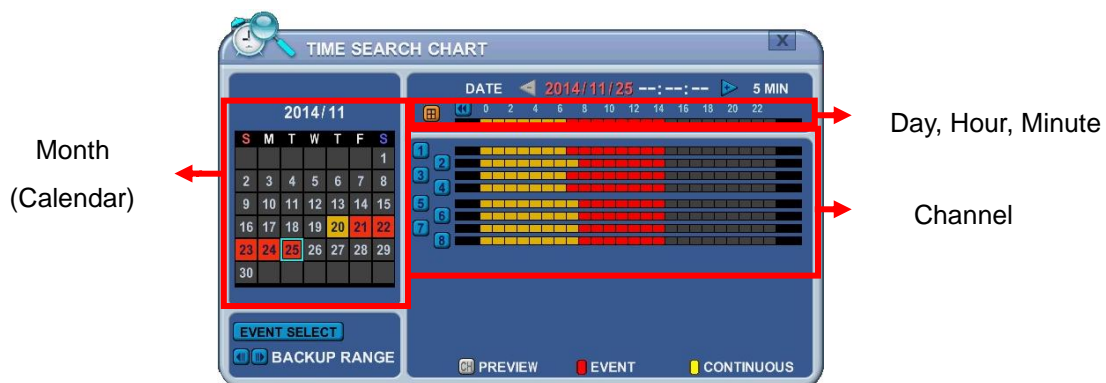 TIME SEARCH CHART
X
DATE 2014/11/25 --:--:-- 5 MIN
0 2 4 6 8 10 12 14 16 18 20 22
2014/11
S M T W T F S
1
2 3 4 5 6 7 8
9 10 11 12 13 14 15
16 17 18 19 20 21 22
23 24 25 26 27 28 29
30
1
2
3
4
5
6
7
8
EVENT SELECT
BACKUP RANGE
CH PREVIEW EVENT CONTINUOUS
Month
(Calendar)
Day, Hour, Minute
Channel